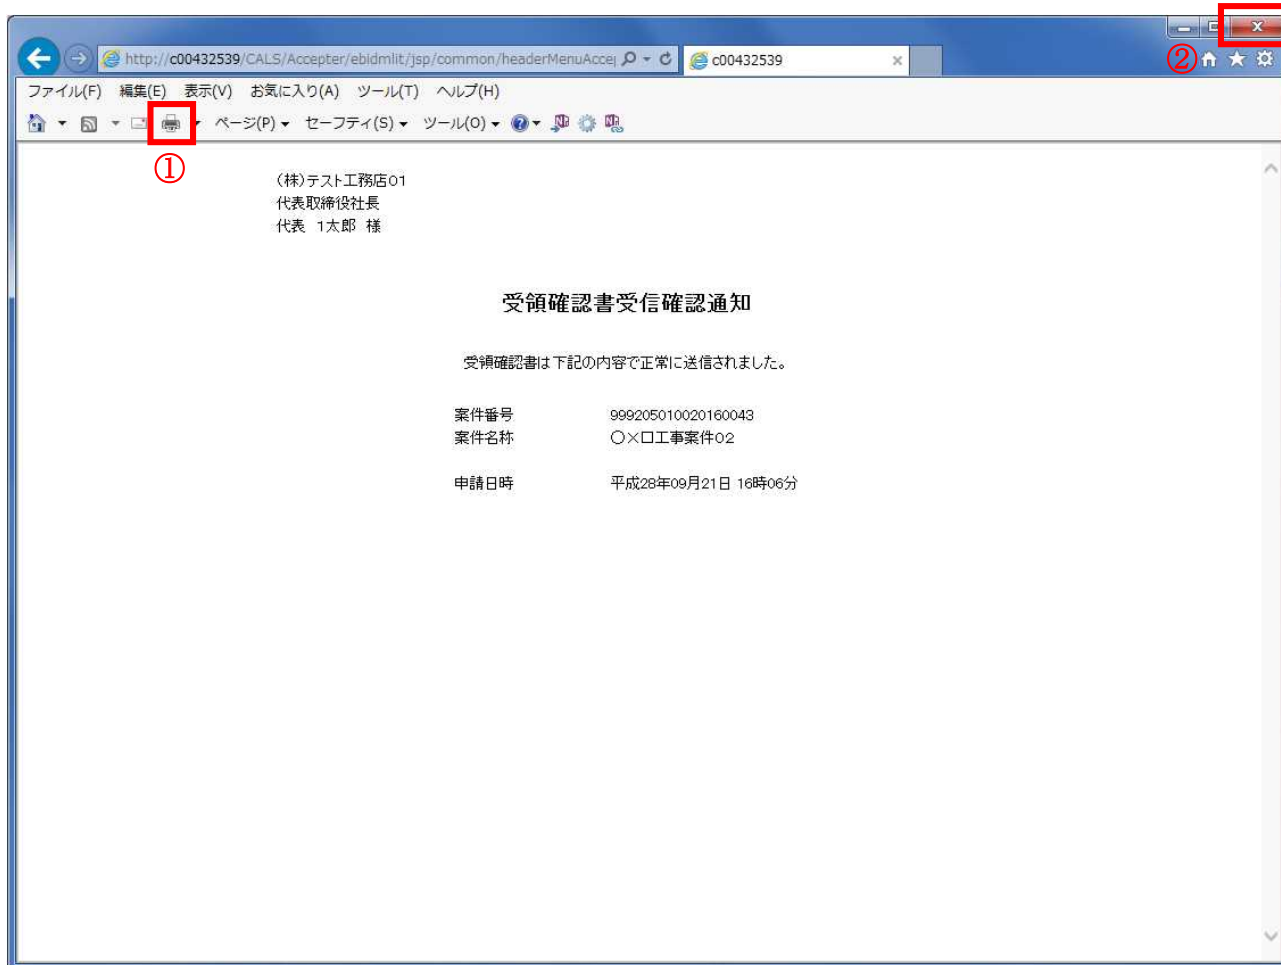 http://c00432539/CALS/Accepter/ebidmlit/jsp/common/headerMenuAccep
c00432539
②
ファイル(F) 編集(E) 表示(V) お気に入り(A) ツール(T) ヘルプ(H)
ページ(P) セーフティ(S) ツール(O)
①
(株)テスト工務店01
代表取締役社長
代表 1太郎 様
受領確認書受信確認通知
受領確認書は下記の内容で正常に送信されました。
案件番号 999205010020160043
案件名称 〇×口工事案件02
申請日時 平成28年09月21日 16時06分